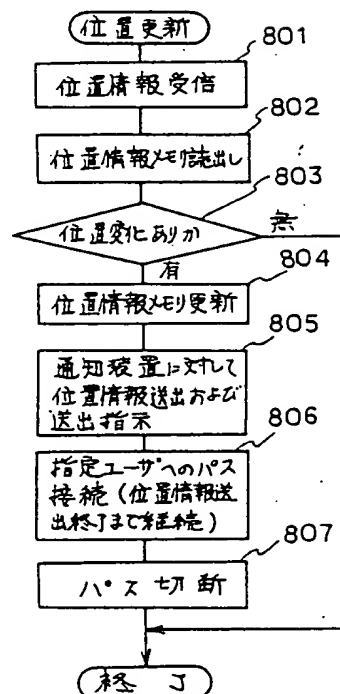 位置更新
801
位置情報受信
802
位置情報メモリ読出し
803
位置変化ありか
無
有
804
位置情報メモリ更新
805
通知装置に対して
位置情報送出および
送出指示
806
指定ユーザへのパス
接続(位置情報送
出終了まで継続)
807
パス切断
終了